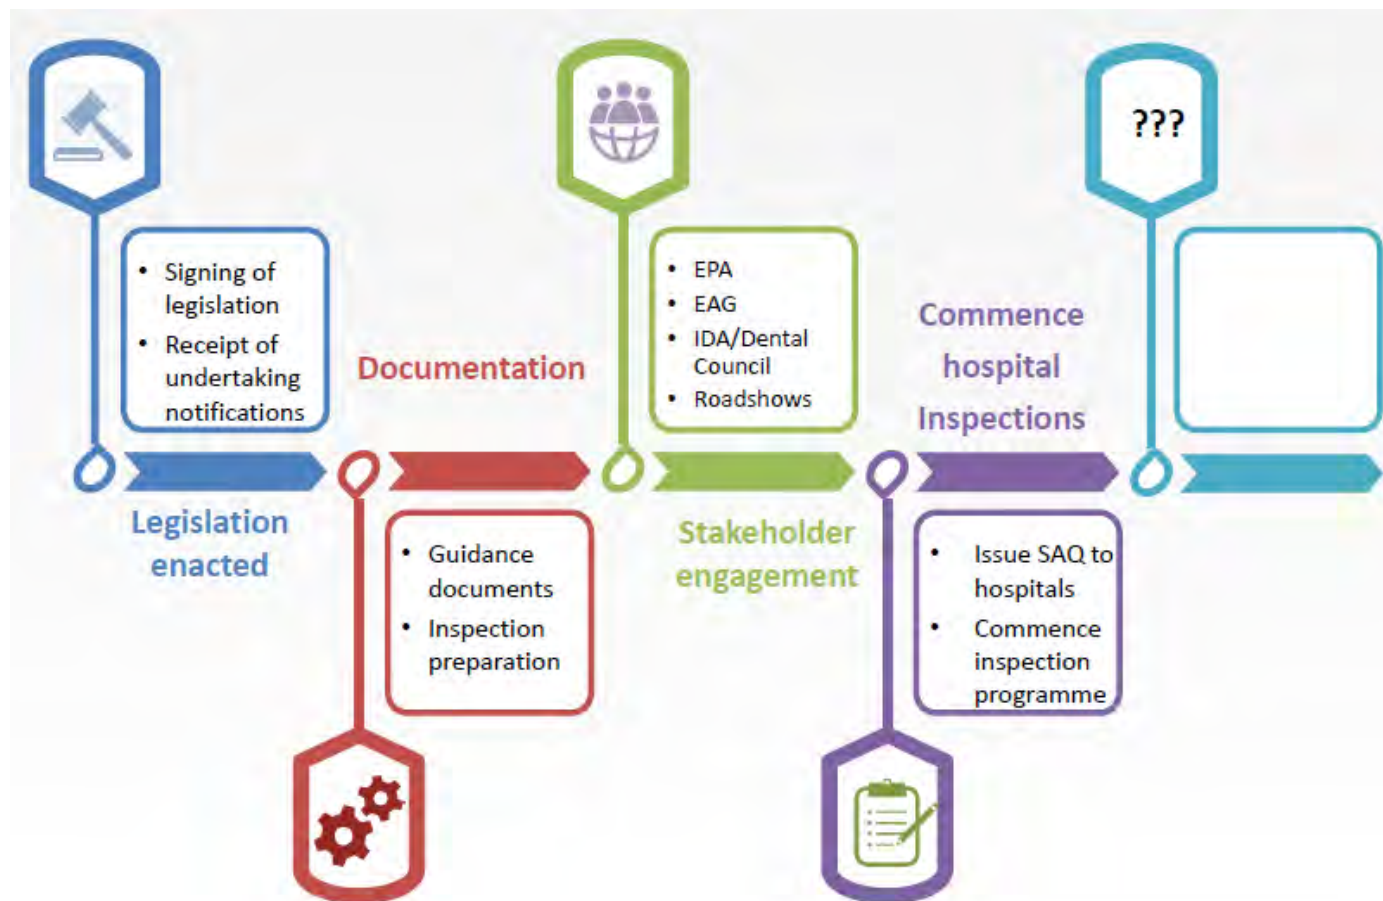 ???
• Signing of
legislation
• Receipt of
undertaking
notifications
Legislation
enacted
Documentation
• Guidance
documents
• Inspection
preparation
• EPA
• EAG
• IDA/Dental
Council
• Roadshows
Stakeholder
engagement
Commence
hospital
Inspections
• Issue SAQ to
hospitals
• Commence
inspection
programme